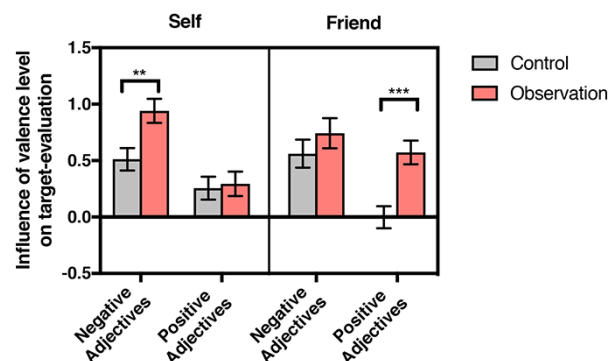 Self
Friend
Control
Observation
Influence of valence level
on target-evaluation
1.5
1.0
0.5
0.0
-0.5
**
***
Negative
Adjectives
Positive
Adjectives
Negative
Adjectives
Positive
Adjectives